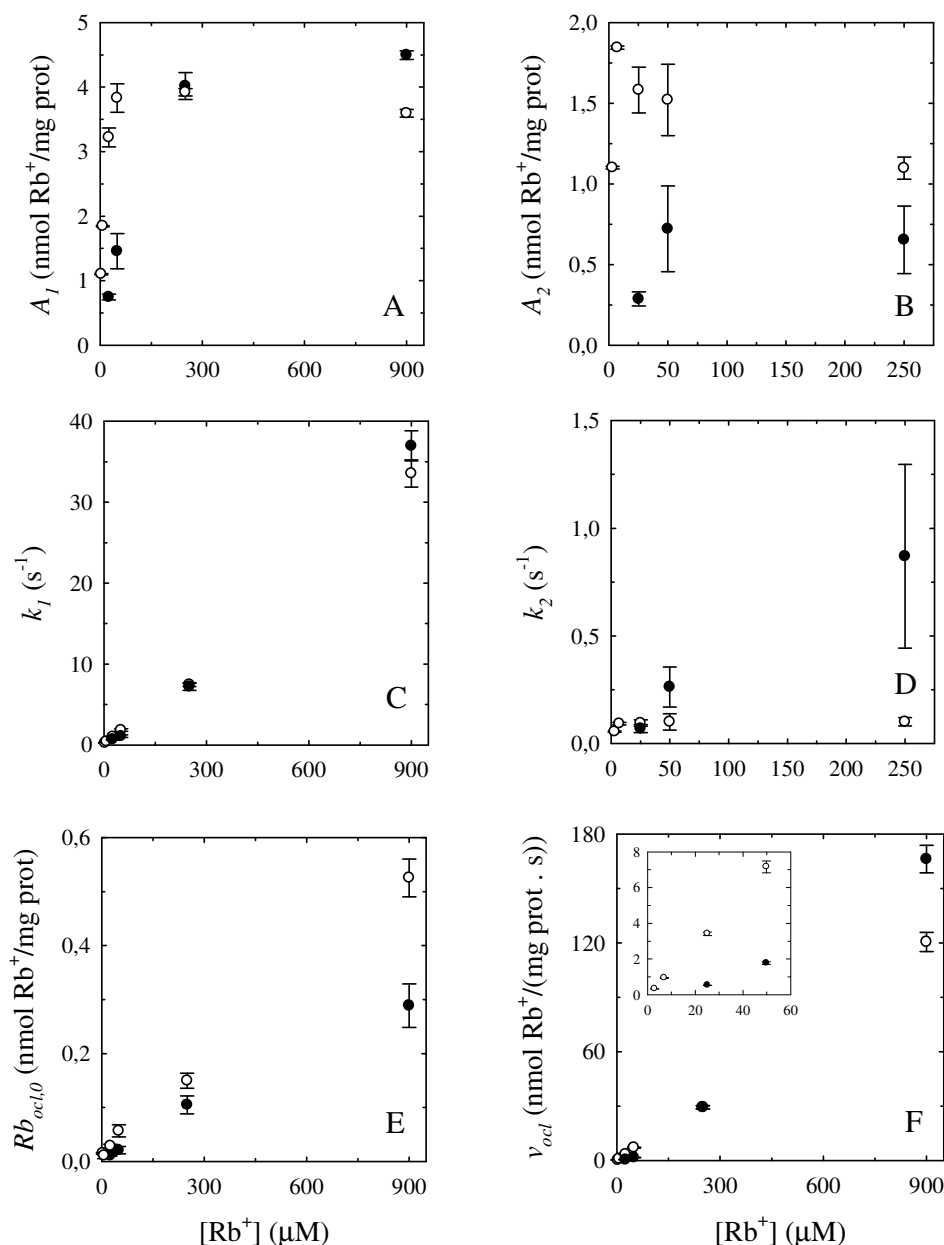 5
4
3
2
1
0
A₁ (nmol Rb⁺/mg prot)
A
0 300 600 900
2,0
1,5
1,0
0,5
0,0
A₂ (nmol Rb⁺/mg prot)
B
0 50 100 150 200 250
40
30
20
10
0
k₁ (s⁻¹)
C
0 300 600 900
1,5
1,0
0,5
0,0
k₂ (s⁻¹)
D
0 50 100 150 200 250
0,6
0,4
0,2
0,0
Rb_ocl,0 (nmol Rb⁺/mg prot)
E
0 300 600 900
[Rb⁺] (μM)
180
120
60
0
v_ocl (nmol Rb⁺/(mg prot . s))
8
6
4
2
0
0 20 40 60
F
0 300 600 900
[Rb⁺] (μM)